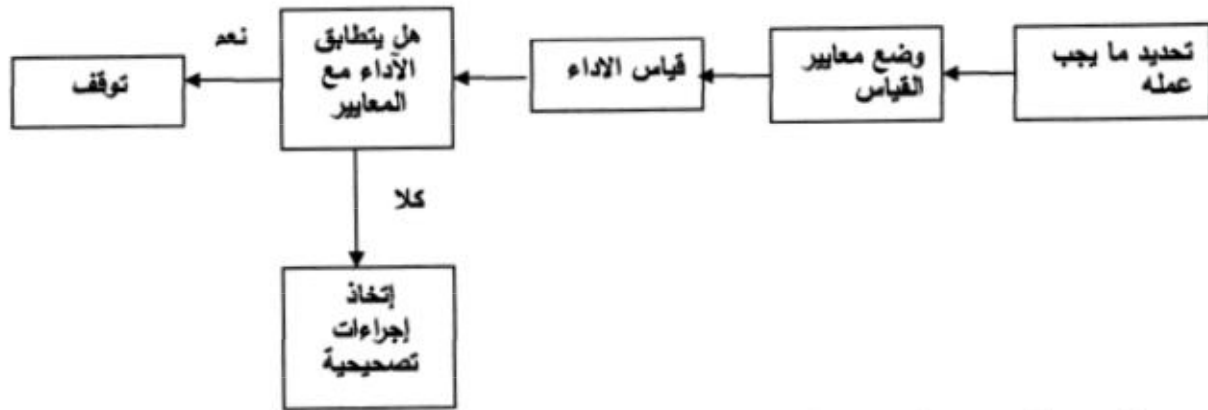 تحديد ما يجب
عمله
وضع معايير
القياس
قياس الاداء
هل يتطابق
الآداء مع
المعايير
نعم
توقف
كلا
إتخاذ
إجراءات
تصحيحية